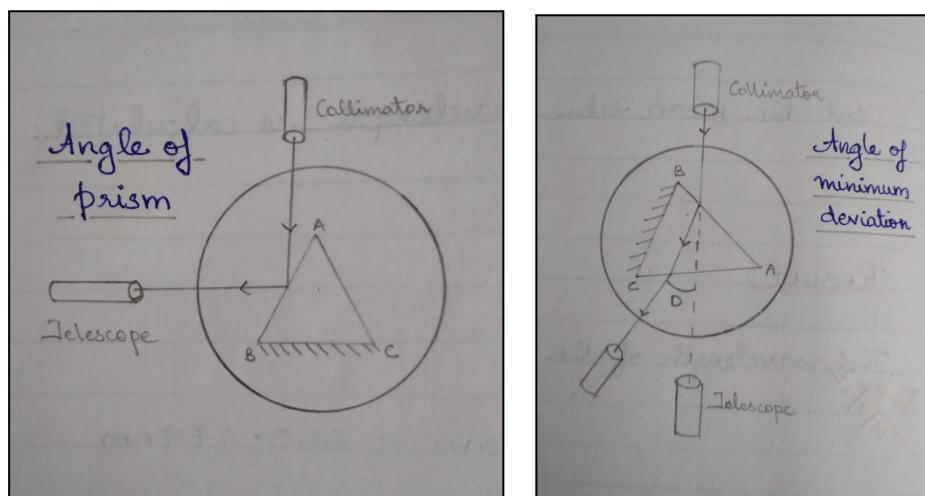 Angle of
prism
Collimator
A
B
C
Telescope
Collimator
Angle of
minimum
deviation
B
A
C
D
Telescope